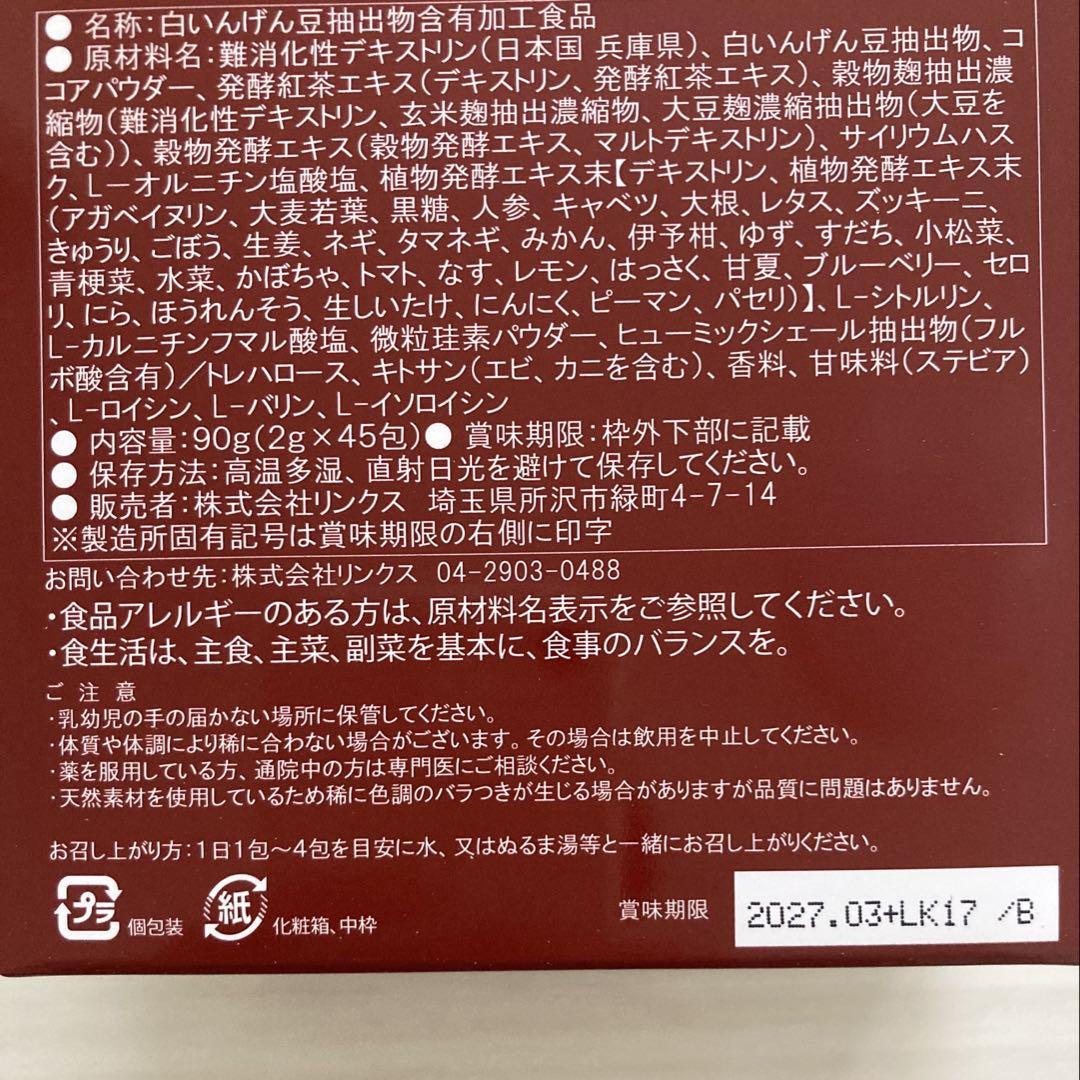 ● 名称：白いんげん豆抽出物含有加工食品
● 原材料名：難消化性デキストリン（日本国 兵庫県）、白いんげん豆抽出物、コ
コアパウダー、発酵紅茶エキス（デキストリン、発酵紅茶エキス）、穀物麹抽出濃
縮物（難消化性デキストリン、玄米麹抽出濃縮物、大豆麹濃縮抽出物（大豆を
含む））、穀物発酵エキス（穀物発酵エキス、マルトデキストリン）、サイリウムハス
ク、L－オルニチン塩酸塩、植物発酵エキス末【デキストリン、植物発酵エキス末
（アガベイヌリン、大麦若葉、黒糖、人参、キャベツ、大根、レタス、ズッキーニ、
きゅうり、ごぼう、生姜、ネギ、タマネギ、みかん、伊予柑、ゆず、すだち、小松菜、
青梗菜、水菜、かぼちゃ、トマト、なす、レモン、はっさく、甘夏、ブルーベリー、セロ
リ、にら、ほうれんそう、生しいたけ、にんにく、ピーマン、パセリ）】、L-シトルリン、
L-カルニチンフマル酸塩、微粒珪素パウダー、ヒューミックシェール抽出物（フル
ボ酸含有）／トレハロース、キトサン（エビ、カニを含む）、香料、甘味料（ステビア）
、L-ロイシン、L-バリン、L-イソロイシン
● 内容量：90g（2g×45包）● 賞味期限：枠外下部に記載
● 保存方法：高温多湿、直射日光を避けて保存してください。
● 販売者：株式会社リンクス 埼玉県所沢市緑町4-7-14
※製造所固有記号は賞味期限の右側に印字
お問い合わせ先：株式会社リンクス 04-2903-0488
・食品アレルギーのある方は、原材料名表示をご参照してください。
・食生活は、主食、主菜、副菜を基本に、食事のバランスを。
ご 注 意
・乳幼児の手の届かない場所に保管してください。
・体質や体調により稀に合わない場合がございます。その場合は飲用を中止してください。
・薬を服用している方、通院中の方は専門医にご相談ください。
・天然素材を使用しているため稀に色調のバラつきが生じる場合がありますが品質に問題はありません。
お召し上がり方：1日1包～4包を目安に水、又はぬるま湯等と一緒にお召し上がりください。
プラ 個包装 紙 化粧箱、中枠 賞味期限 2027.03+LK17 /B